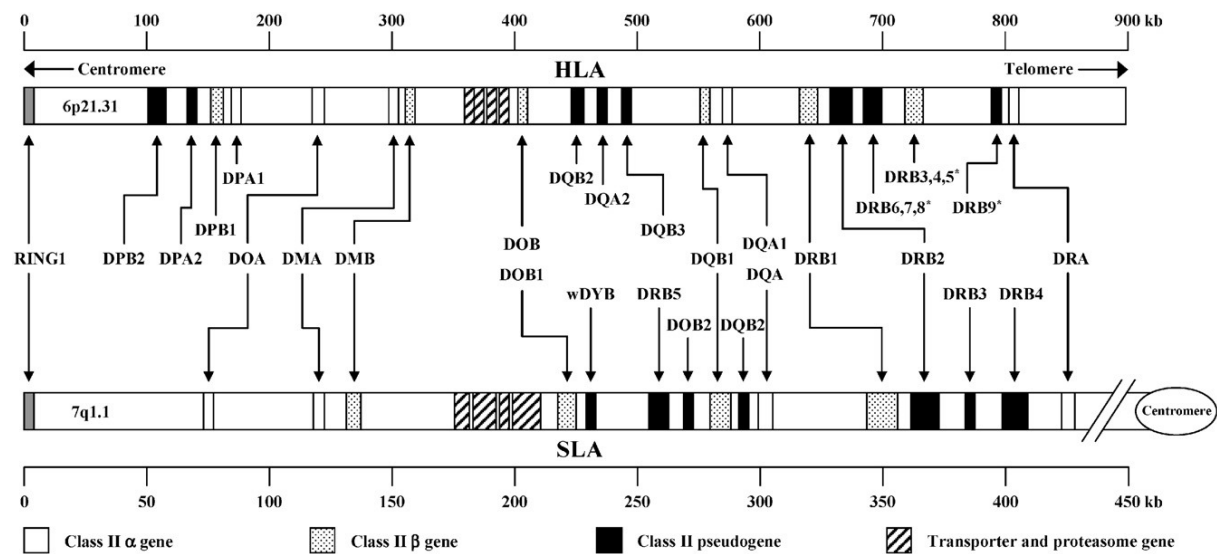 0 100 200 300 400 500 600 700 800 900 kb
Centromere HLA Telomere
6p21.31
DPA1 DQB2 DRB3,4,5*
DQA2
DPB1 DRB6,7,8* DRB9*
DQB3
DOB DQA1
RING1 DPB2 DPA2 DOA DMA DMB DQB1 DRB1 DRB2 DRA
DOB1 DQA
wDYB DRB5 DRB3 DRB4
DOB2 DQB2
7q1.1 Centromere
SLA
0 50 100 150 200 250 300 350 400 450 kb
Class II α gene Class II β gene Class II pseudogene Transporter and proteasome gene